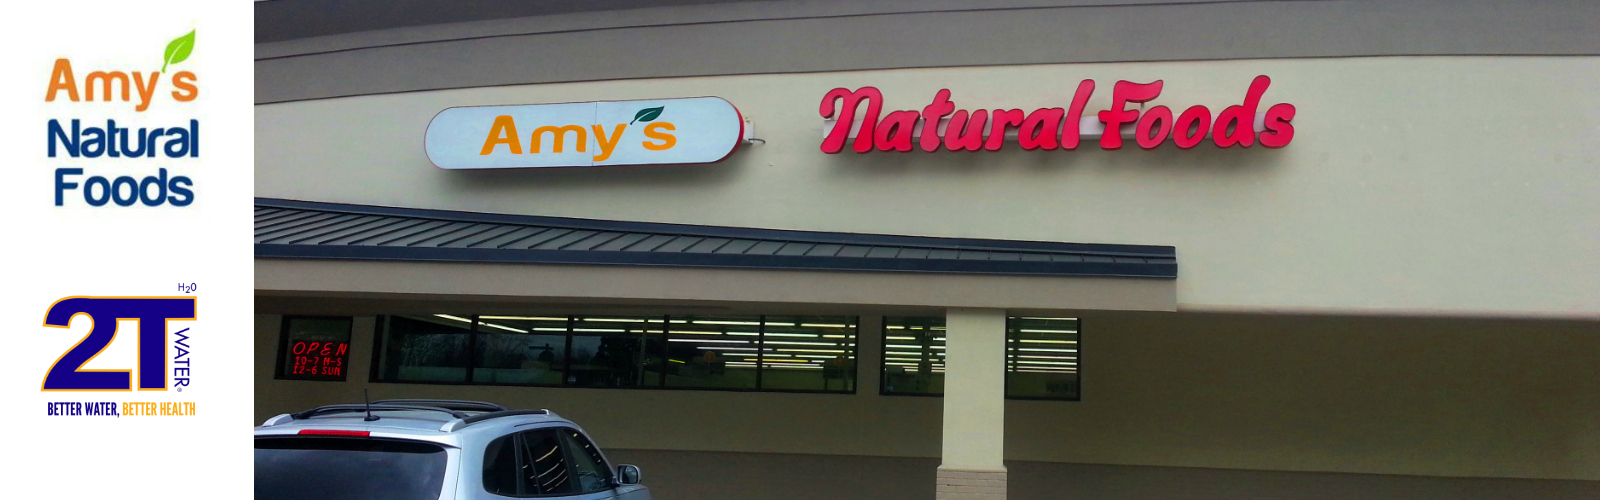 Amy's
Natural
Foods
H₂O
2T
WATER®
BETTER WATER, BETTER HEALTH
Amy's
Natural Foods
OPEN
10-7 M-S
12-6 SUN